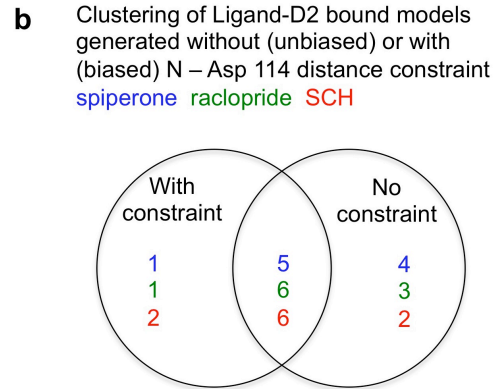 b
Clustering of Ligand-D2 bound models
generated without (unbiased) or with
(biased) N – Asp 114 distance constraint
spiperone raclopride SCH
With
constraint
No
constraint
1 5 4
1 6 3
2 6 2